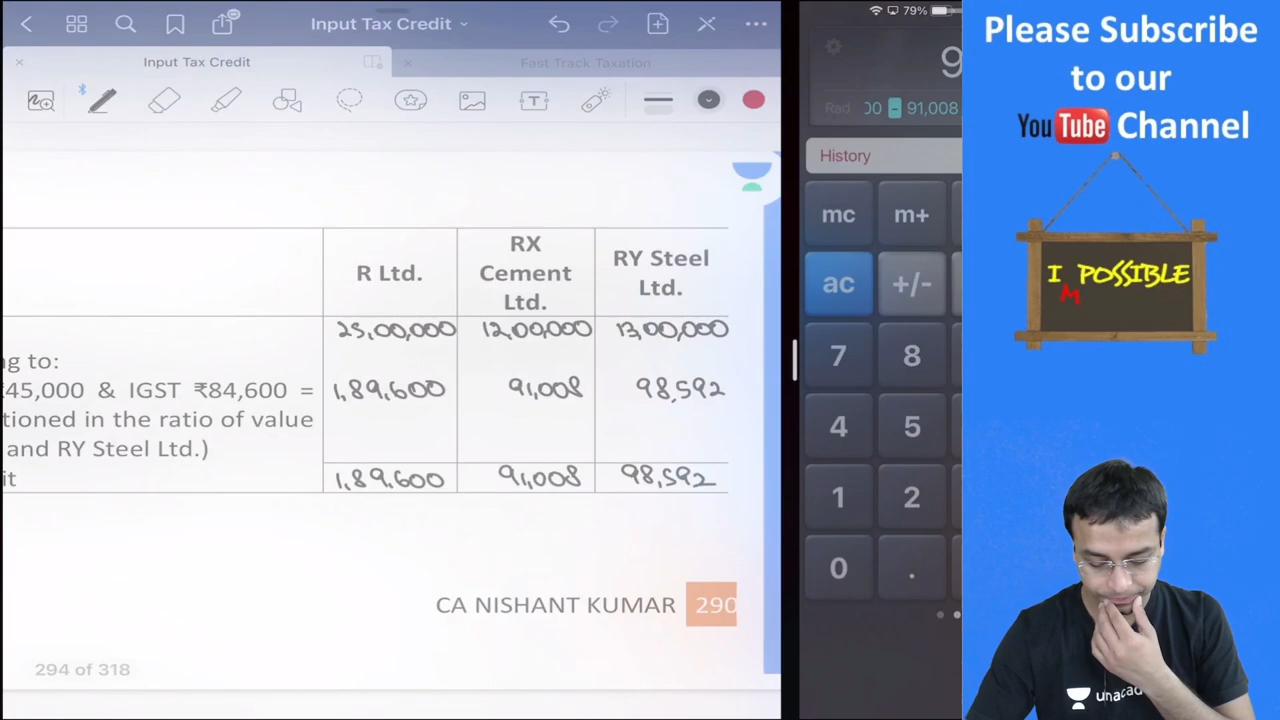 Input Tax Credit
79%
Please Subscribe
to our
YouTube Channel
Input Tax Credit
Fast Track Taxation
9
Rad
00 - 91,008
T
History
I POSSIBLE
M
mc
m+
R Ltd.
RX
Cement
Ltd.
RY Steel
Ltd.
ac
+/-
25,00,000
12,00,000
13,00,000
ng to:
7
8
₹45,000 & IGST ₹84,600 =
1,89,600
91,008
98,592
tioned in the ratio of value
and RY Steel Ltd.)
4
5
it
1,89,600
91,008
98,592
1
2
0
.
CA NISHANT KUMAR
290
294 of 318
unacad